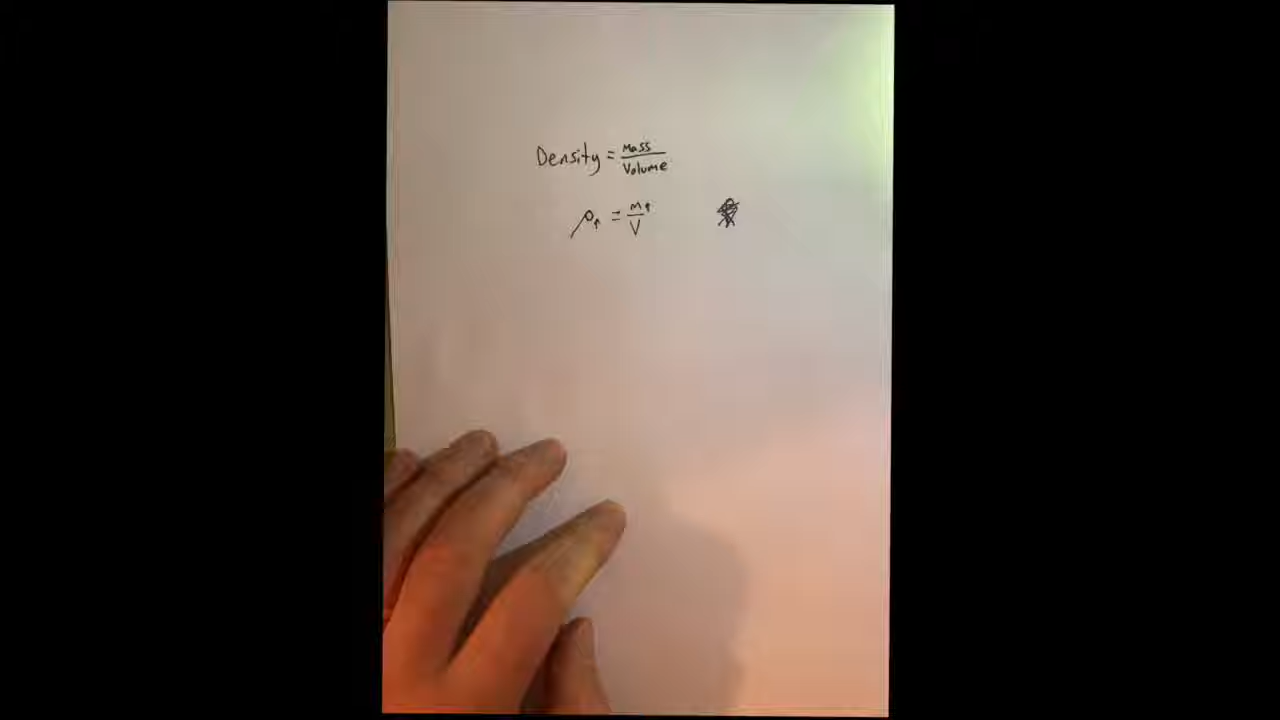 Density = Mass / Volume
ρ↑ = m↑ / V